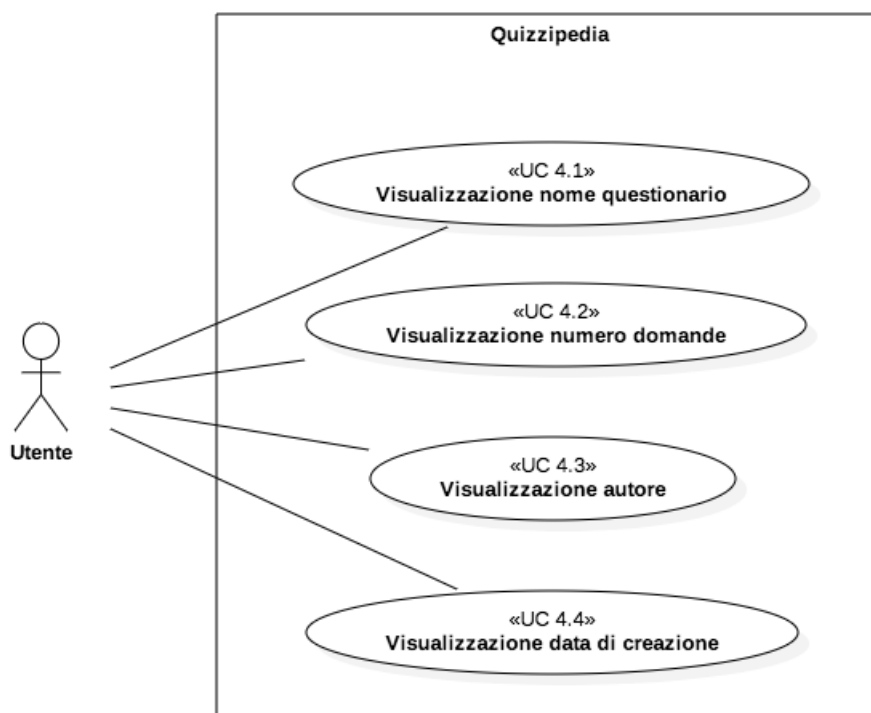 Quizzipedia
«UC 4.1»
Visualizzazione nome questionario
«UC 4.2»
Visualizzazione numero domande
Utente
«UC 4.3»
Visualizzazione autore
«UC 4.4»
Visualizzazione data di creazione